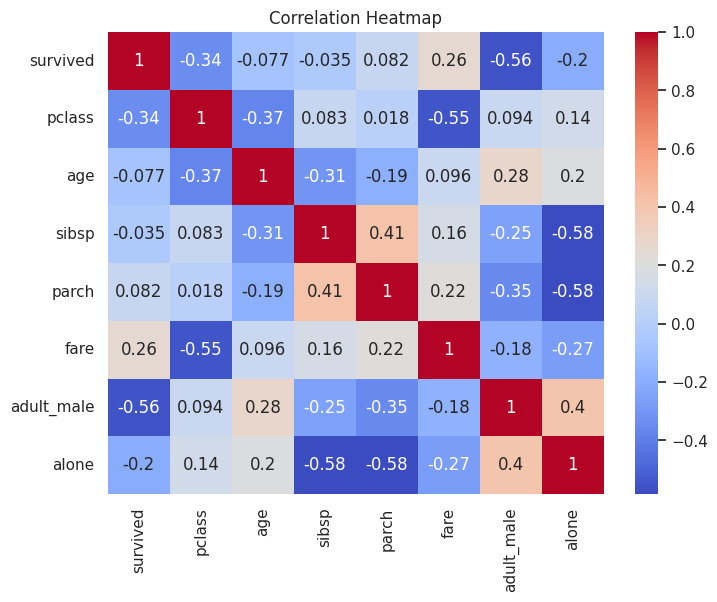 Correlation Heatmap
survived 1 -0.34 -0.077 -0.035 0.082 0.26 -0.56 -0.2
pclass -0.34 1 -0.37 0.083 0.018 -0.55 0.094 0.14
age -0.077 -0.37 1 -0.31 -0.19 0.096 0.28 0.2
sibsp -0.035 0.083 -0.31 1 0.41 0.16 -0.25 -0.58
parch 0.082 0.018 -0.19 0.41 1 0.22 -0.35 -0.58
fare 0.26 -0.55 0.096 0.16 0.22 1 -0.18 -0.27
adult_male -0.56 0.094 0.28 -0.25 -0.35 -0.18 1 0.4
alone -0.2 0.14 0.2 -0.58 -0.58 -0.27 0.4 1
survived pclass age sibsp parch fare adult_male alone
1.0
0.8
0.6
0.4
0.2
0.0
−0.2
−0.4